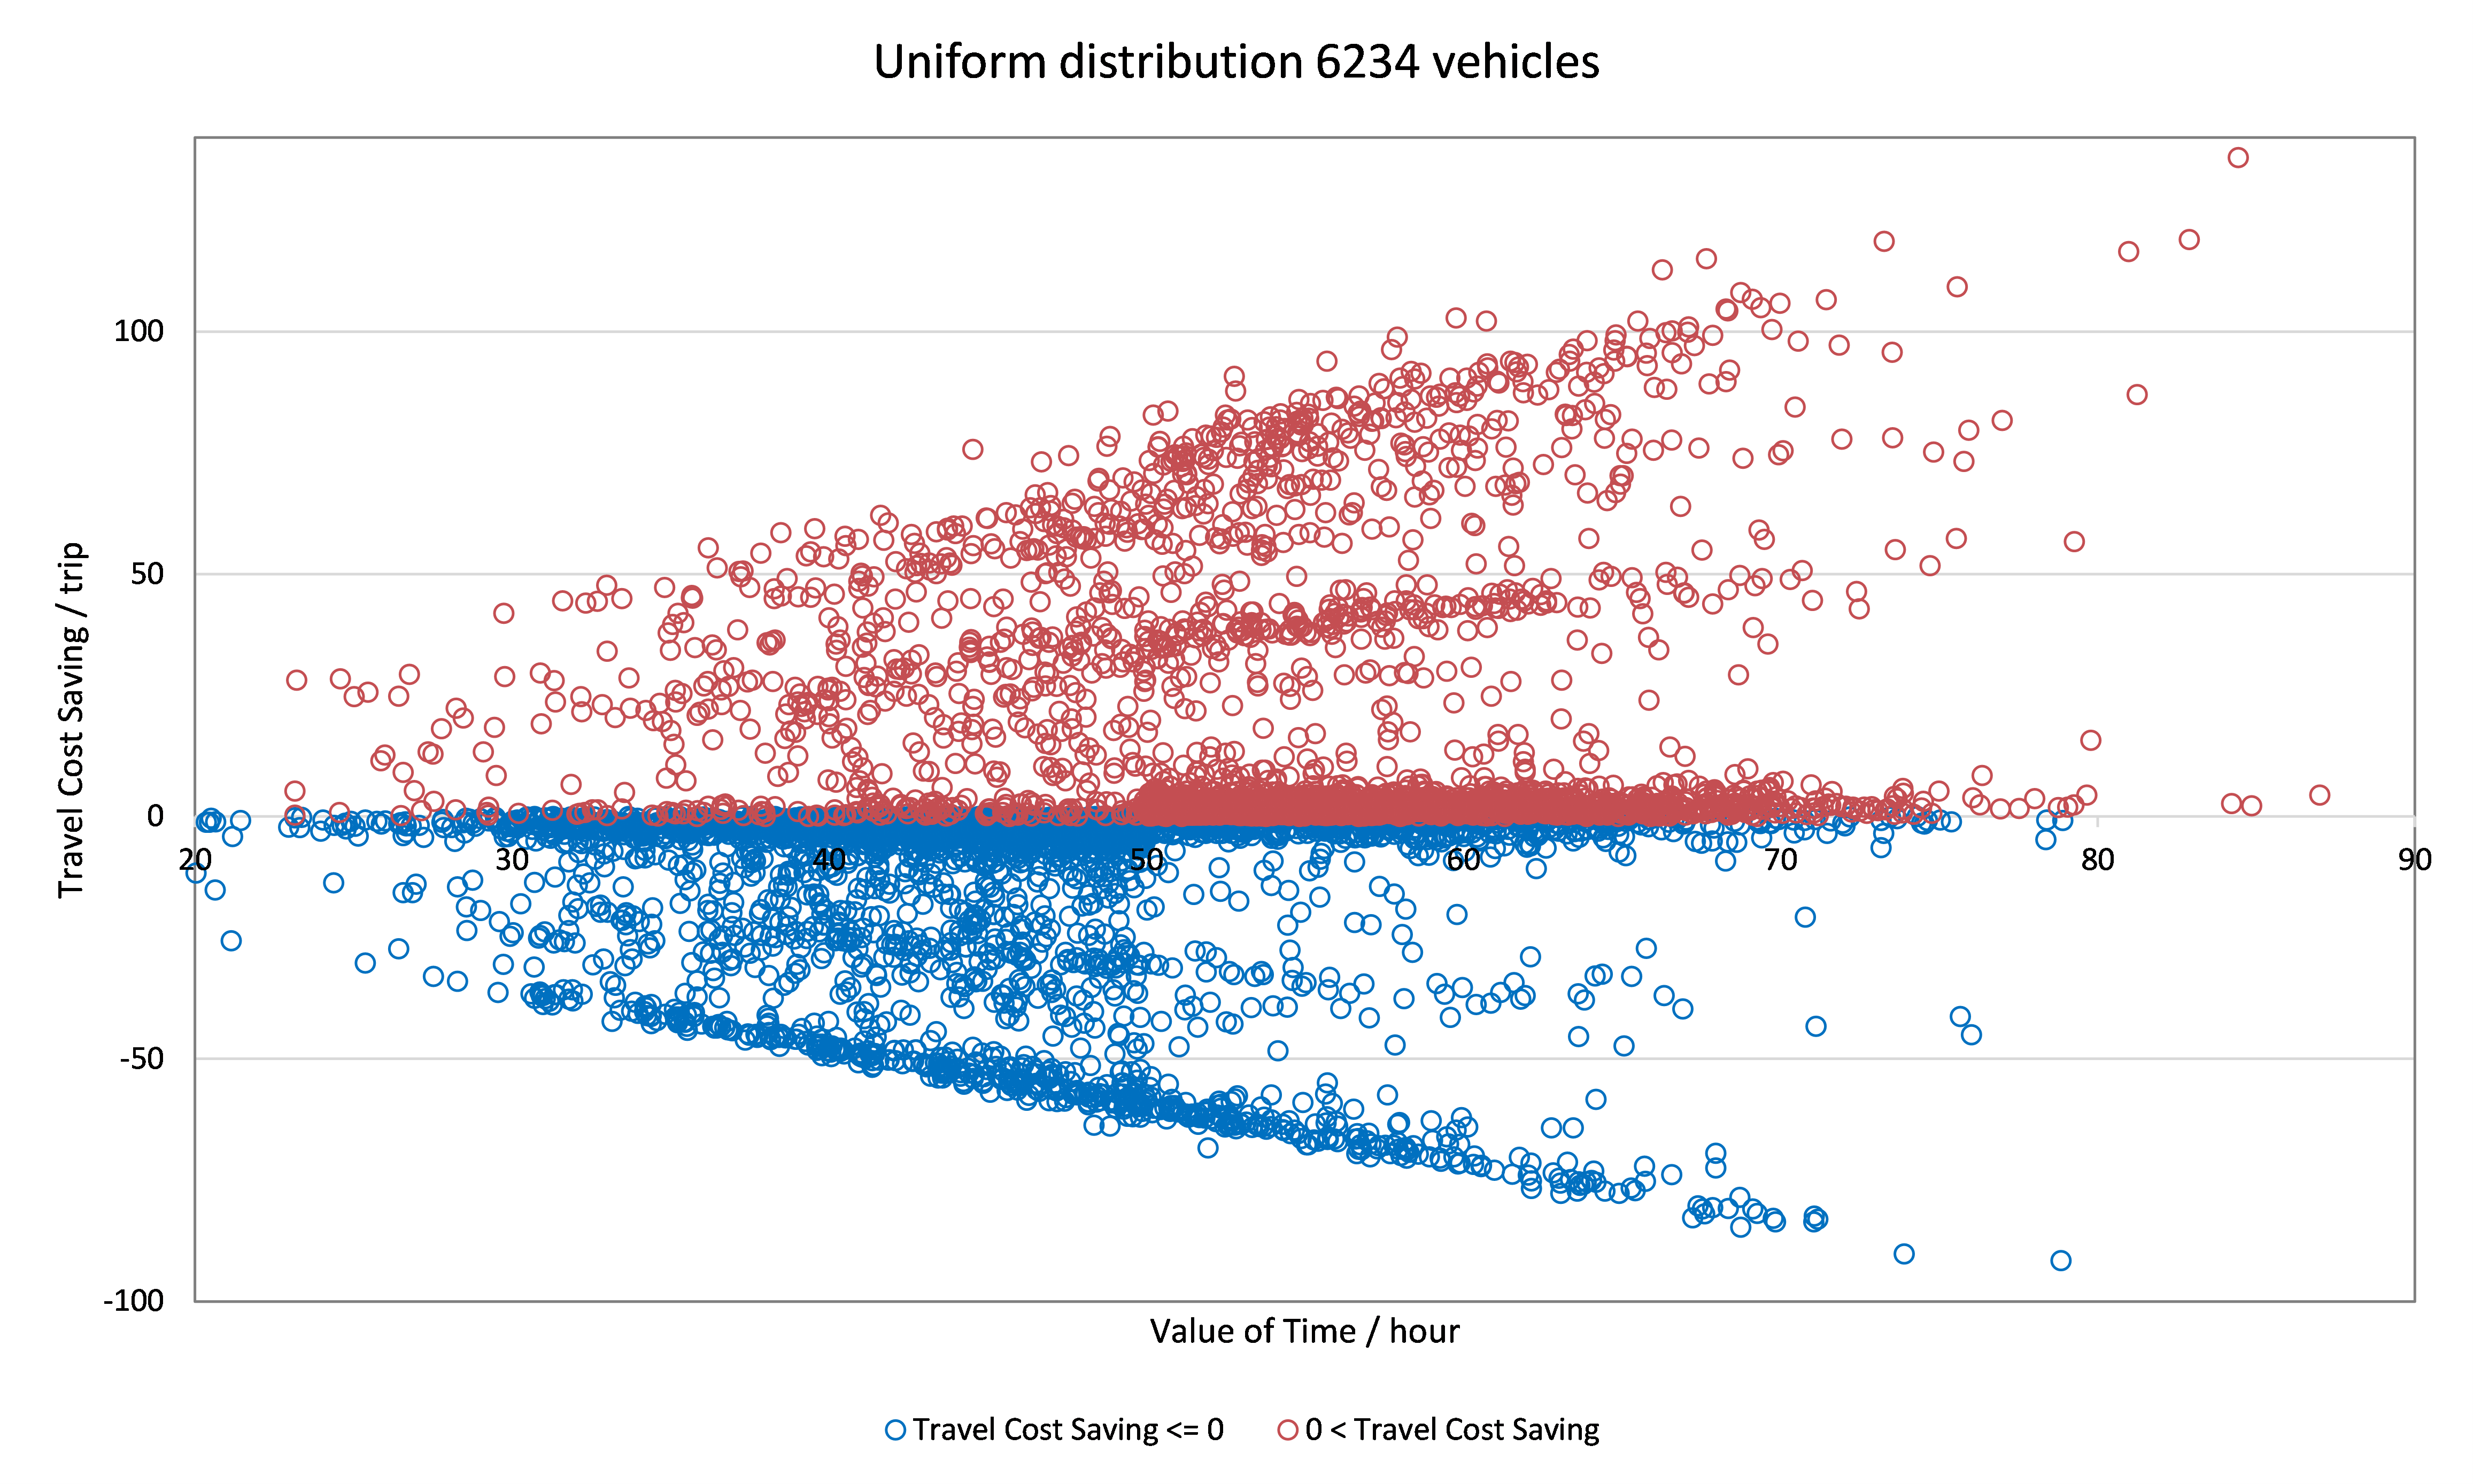 Uniform distribution 6234 vehicles
100
50
0
-50
-100
20 30 40 50 60 70 80 90
Travel Cost Saving / trip
Value of Time / hour
Travel Cost Saving <= 0 0 < Travel Cost Saving